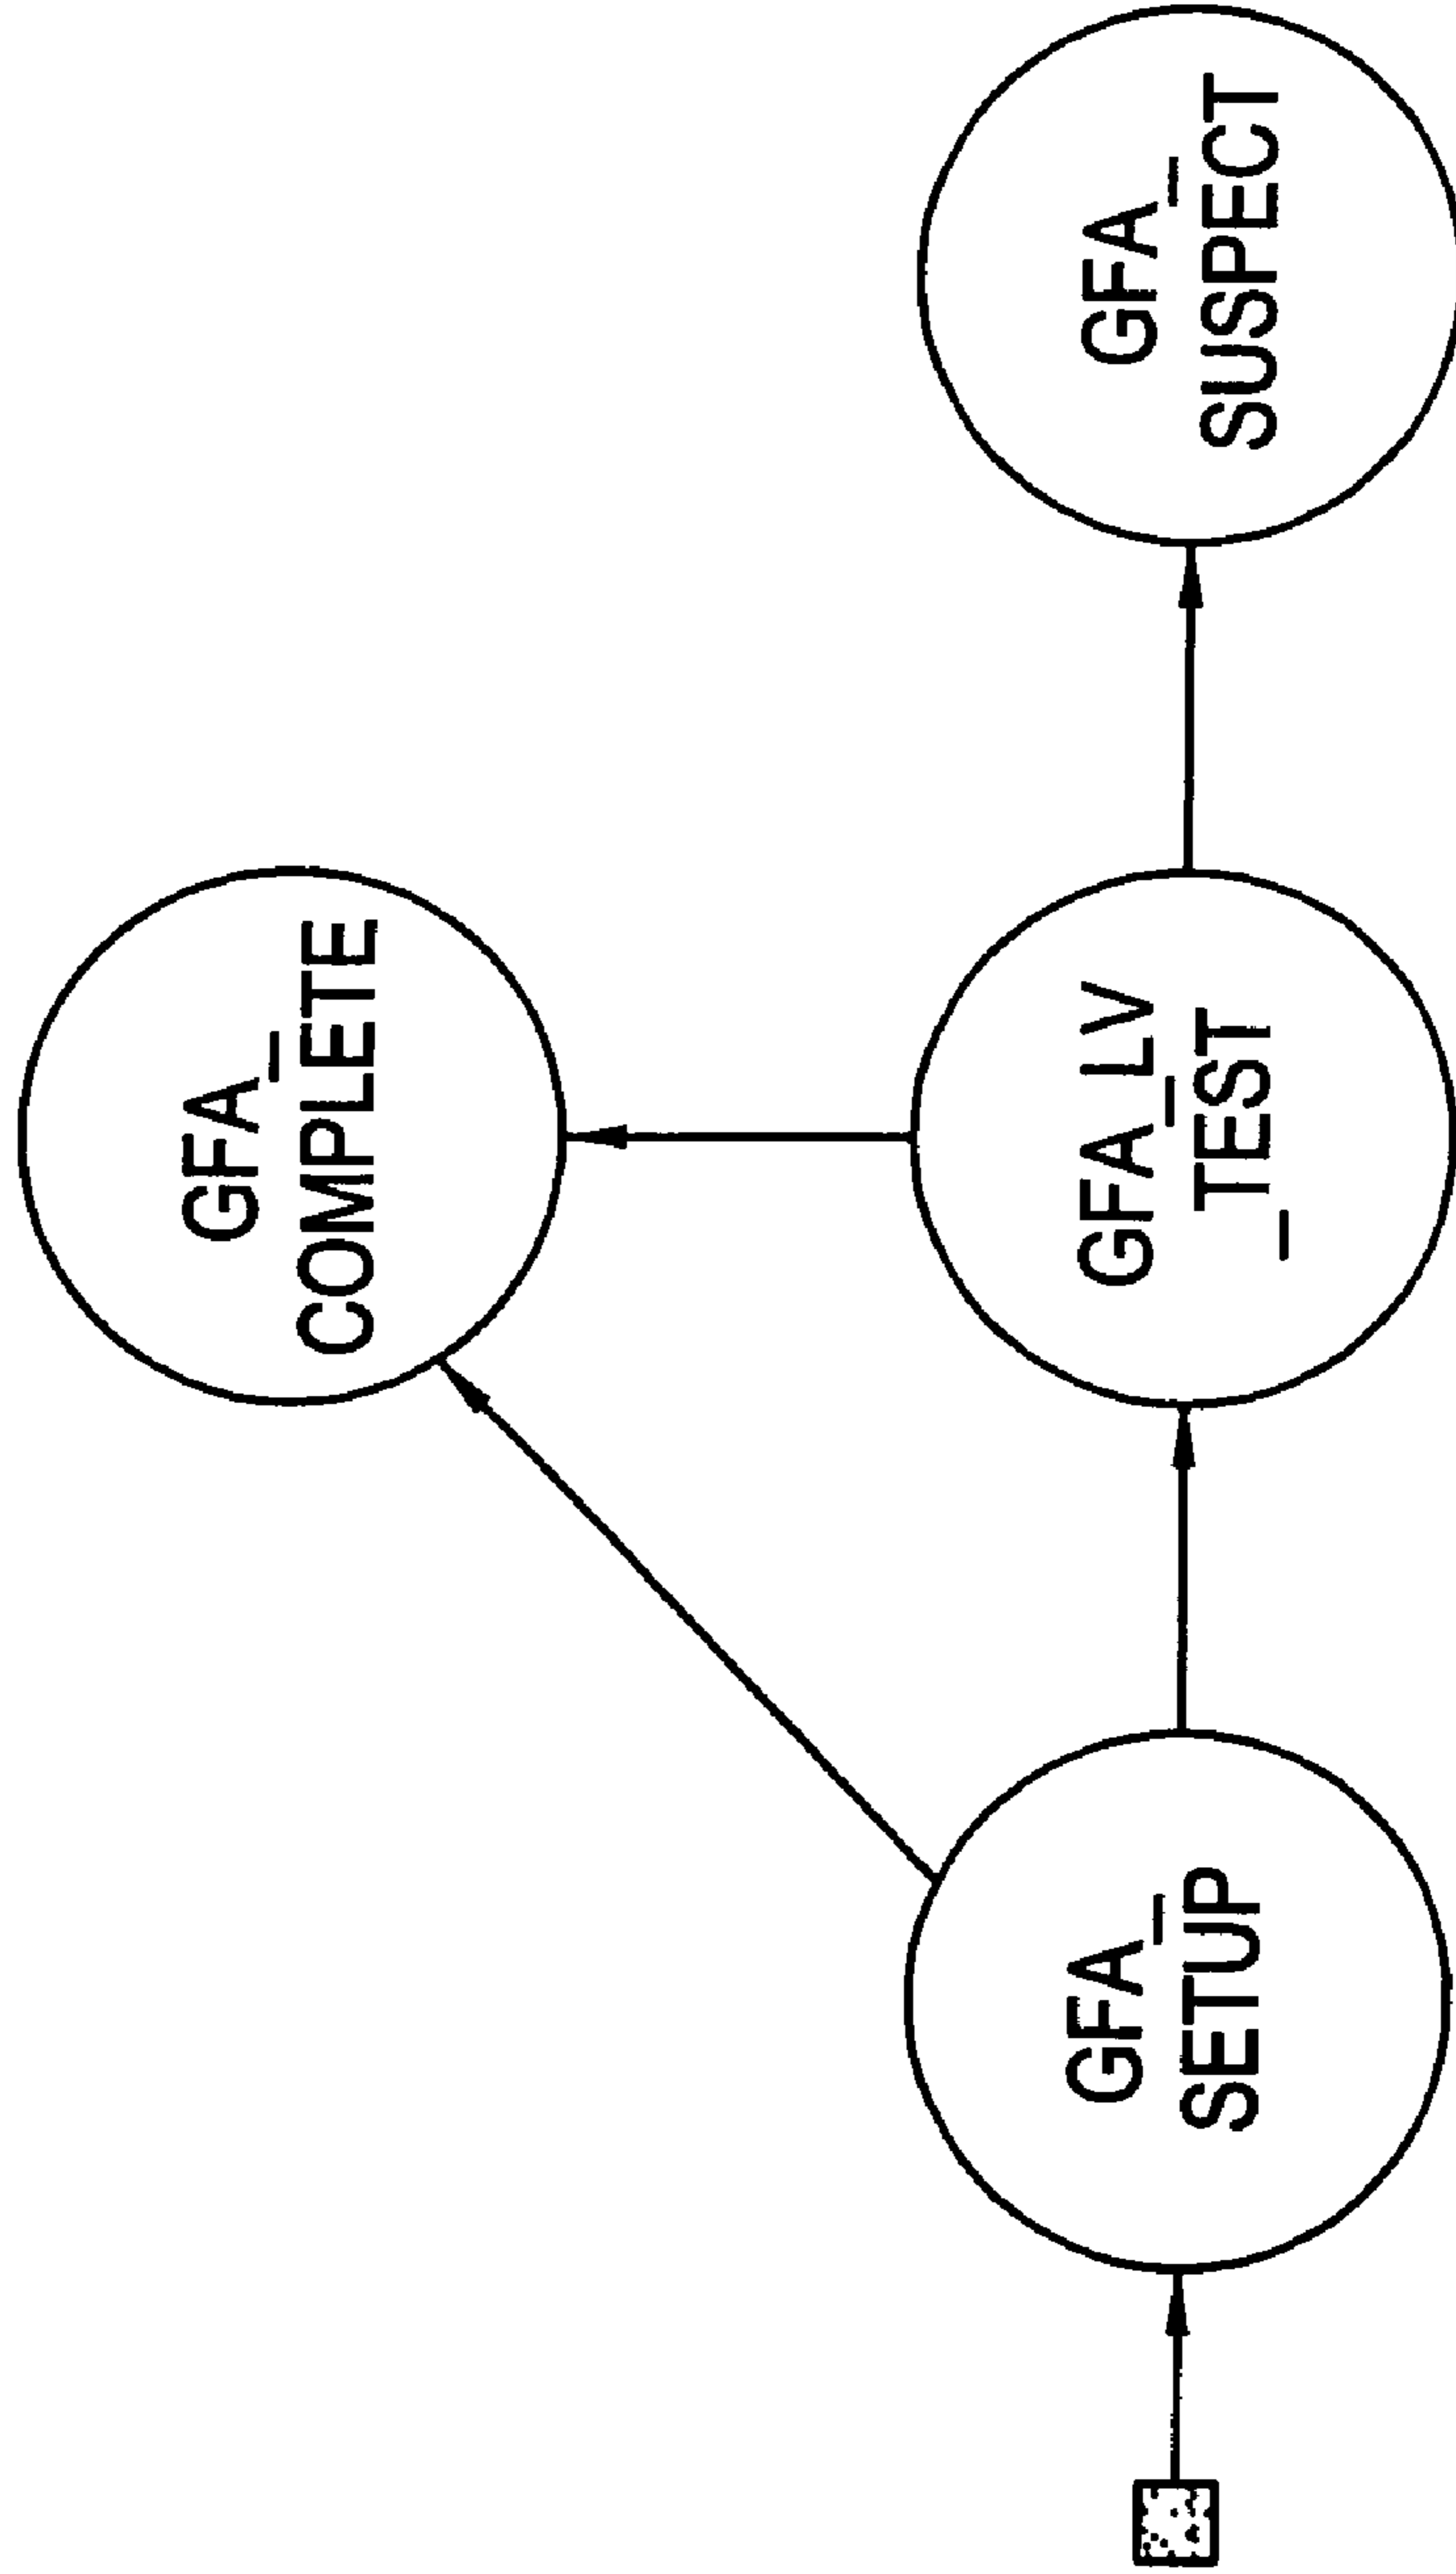 GFA_
COMPLETE
GFA_
SETUP
GFA_LV
_TEST
GFA_
SUSPECT